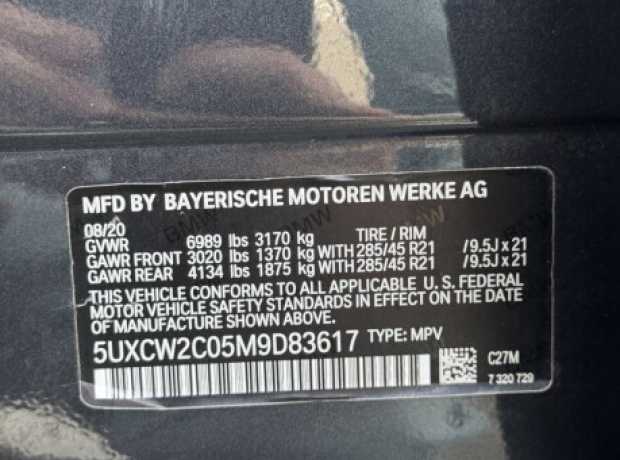 MFD BY BAYERISCHE MOTOREN WERKE AG
08/20
GVWR 6989 lbs 3170 kg TIRE / RIM
GAWR FRONT 3020 lbs 1370 kg WITH 285/45 R21 /9.5J x 21
GAWR REAR 4134 lbs 1875 kg WITH 285/45 R21 /9.5J x 21
THIS VEHICLE CONFORMS TO ALL APPLICABLE U. S. FEDERAL
MOTOR VEHICLE SAFETY STANDARDS IN EFFECT ON THE DATE
OF MANUFACTURE SHOWN ABOVE.
5UXCW2C05M9D83617 TYPE: MPV
C27M
7 320 729